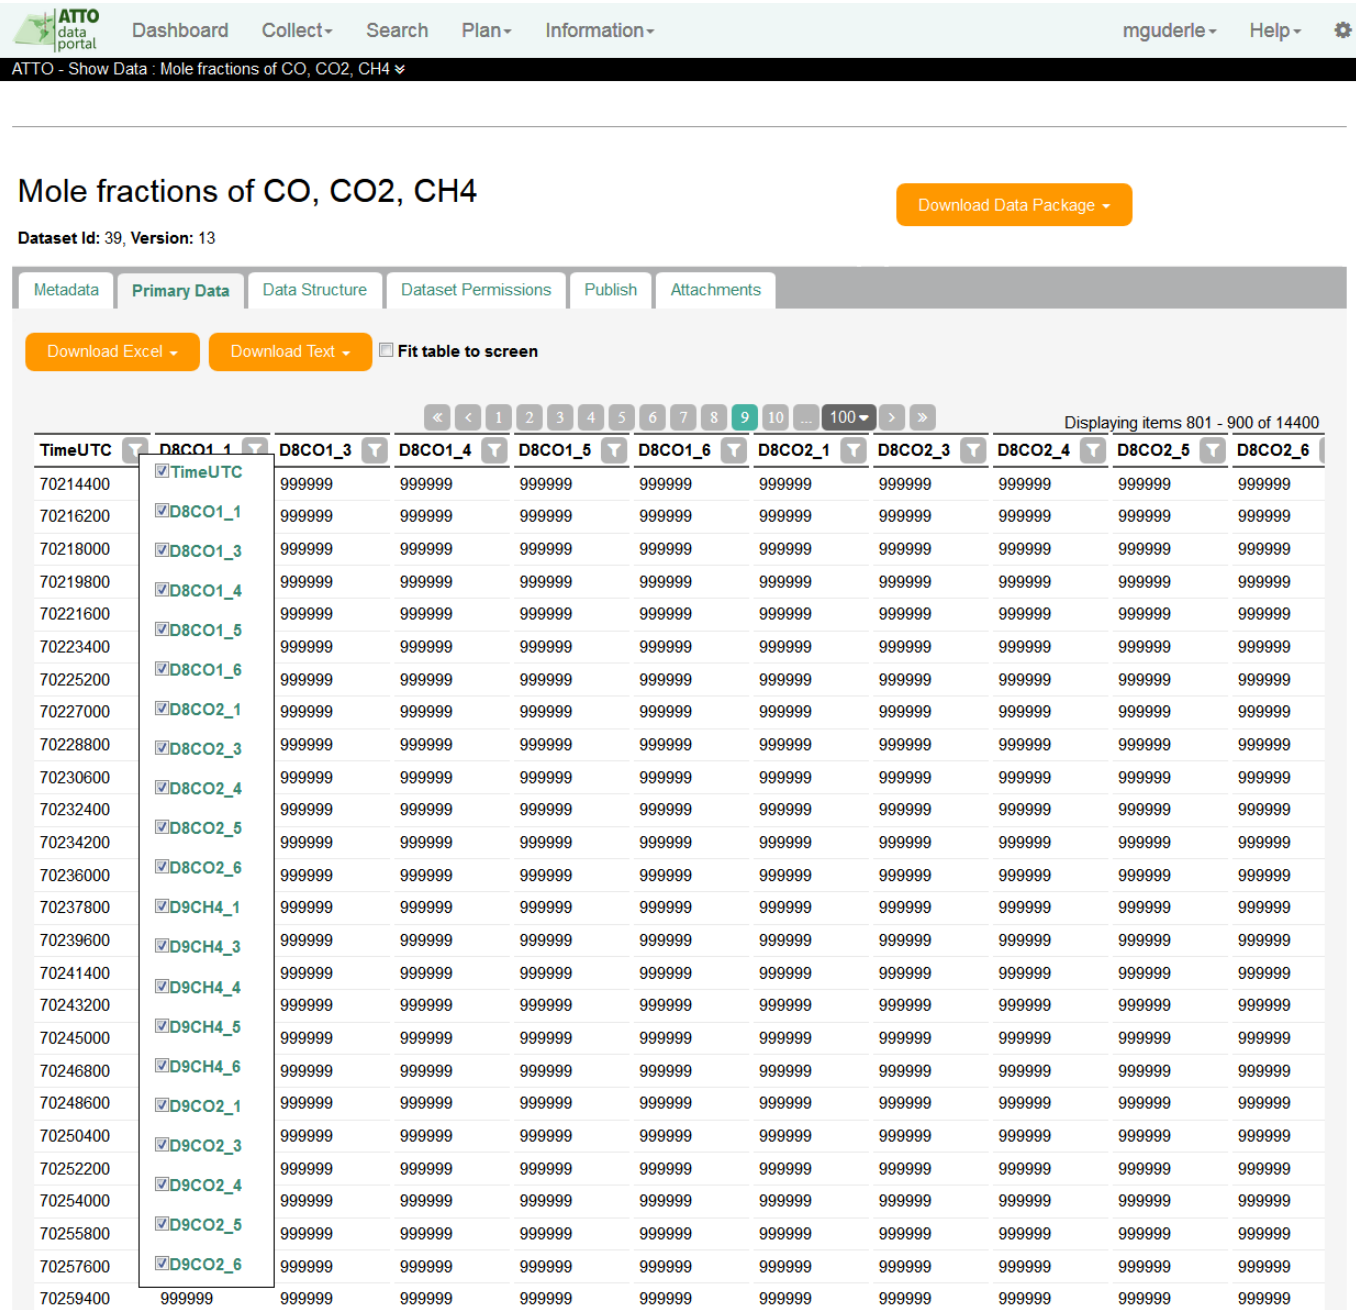 ATTO
data
portal
Dashboard Collect Search Plan Information mguderle Help
ATTO - Show Data : Mole fractions of CO, CO2, CH4
Mole fractions of CO, CO2, CH4
Download Data Package
Dataset Id: 39, Version: 13
Metadata Primary Data Data Structure Dataset Permissions Publish Attachments
Download Excel Download Text Fit table to screen
« < 1 2 3 4 5 6 7 8 9 10 ... 100 > »
Displaying items 801 - 900 of 14400
TimeUTC D8CO1_1 D8CO1_3 D8CO1_4 D8CO1_5 D8CO1_6 D8CO2_1 D8CO2_3 D8CO2_4 D8CO2_5 D8CO2_6
TimeUTC
D8CO1_1
D8CO1_3
D8CO1_4
D8CO1_5
D8CO1_6
D8CO2_1
D8CO2_3
D8CO2_4
D8CO2_5
D8CO2_6
D9CH4_1
D9CH4_3
D9CH4_4
D9CH4_5
D9CH4_6
D9CO2_1
D9CO2_3
D9CO2_4
D9CO2_5
D9CO2_6
70214400 999999 999999 999999 999999 999999 999999 999999 999999 999999
70216200 999999 999999 999999 999999 999999 999999 999999 999999 999999
70218000 999999 999999 999999 999999 999999 999999 999999 999999 999999
70219800 999999 999999 999999 999999 999999 999999 999999 999999 999999
70221600 999999 999999 999999 999999 999999 999999 999999 999999 999999
70223400 999999 999999 999999 999999 999999 999999 999999 999999 999999
70225200 999999 999999 999999 999999 999999 999999 999999 999999 999999
70227000 999999 999999 999999 999999 999999 999999 999999 999999 999999
70228800 999999 999999 999999 999999 999999 999999 999999 999999 999999
70230600 999999 999999 999999 999999 999999 999999 999999 999999 999999
70232400 999999 999999 999999 999999 999999 999999 999999 999999 999999
70234200 999999 999999 999999 999999 999999 999999 999999 999999 999999
70236000 999999 999999 999999 999999 999999 999999 999999 999999 999999
70237800 999999 999999 999999 999999 999999 999999 999999 999999 999999
70239600 999999 999999 999999 999999 999999 999999 999999 999999 999999
70241400 999999 999999 999999 999999 999999 999999 999999 999999 999999
70243200 999999 999999 999999 999999 999999 999999 999999 999999 999999
70245000 999999 999999 999999 999999 999999 999999 999999 999999 999999
70246800 999999 999999 999999 999999 999999 999999 999999 999999 999999
70248600 999999 999999 999999 999999 999999 999999 999999 999999 999999
70250400 999999 999999 999999 999999 999999 999999 999999 999999 999999
70252200 999999 999999 999999 999999 999999 999999 999999 999999 999999
70254000 999999 999999 999999 999999 999999 999999 999999 999999 999999
70255800 999999 999999 999999 999999 999999 999999 999999 999999 999999
70257600 999999 999999 999999 999999 999999 999999 999999 999999 999999
70259400 999999 999999 999999 999999 999999 999999 999999 999999 999999 999999